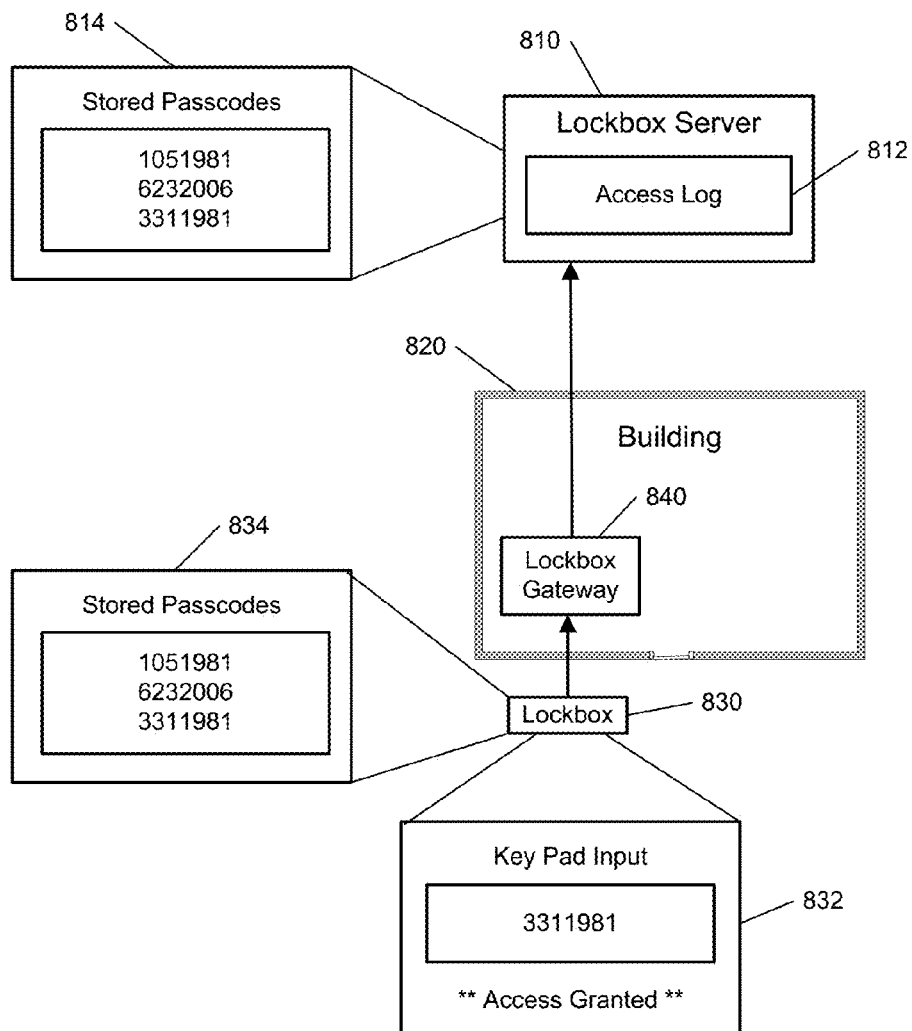 814
Stored Passcodes
1051981
6232006
3311981
810
Lockbox Server
Access Log
812
820
Building
840
Lockbox
Gateway
834
Stored Passcodes
1051981
6232006
3311981
Lockbox
830
Key Pad Input
3311981
832
** Access Granted **